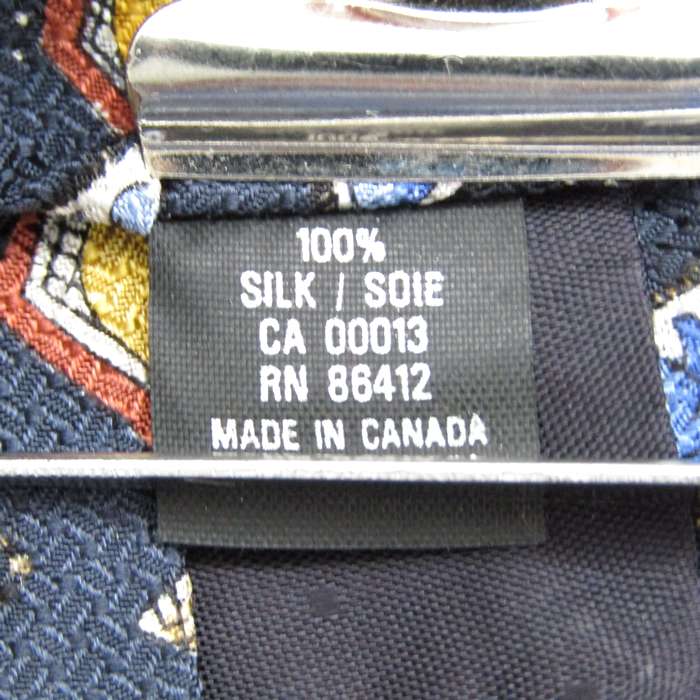 100%
SILK / SOIE
CA 00013
RN 86412
MADE IN CANADA